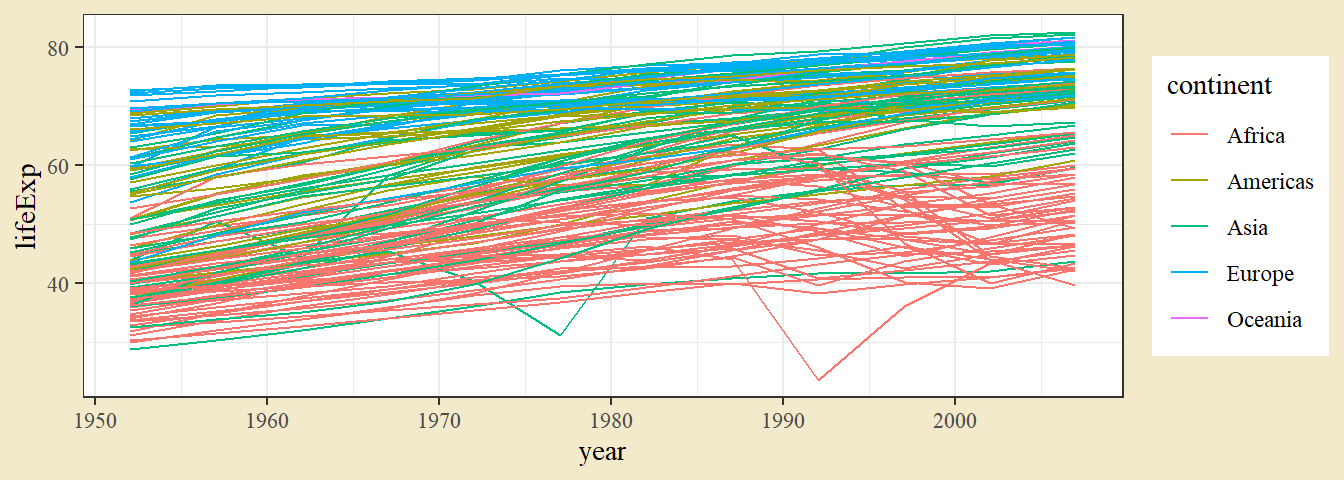 lifeExp
80
60
40
1950 1960 1970 1980 1990 2000
year
continent
Africa
Americas
Asia
Europe
Oceania